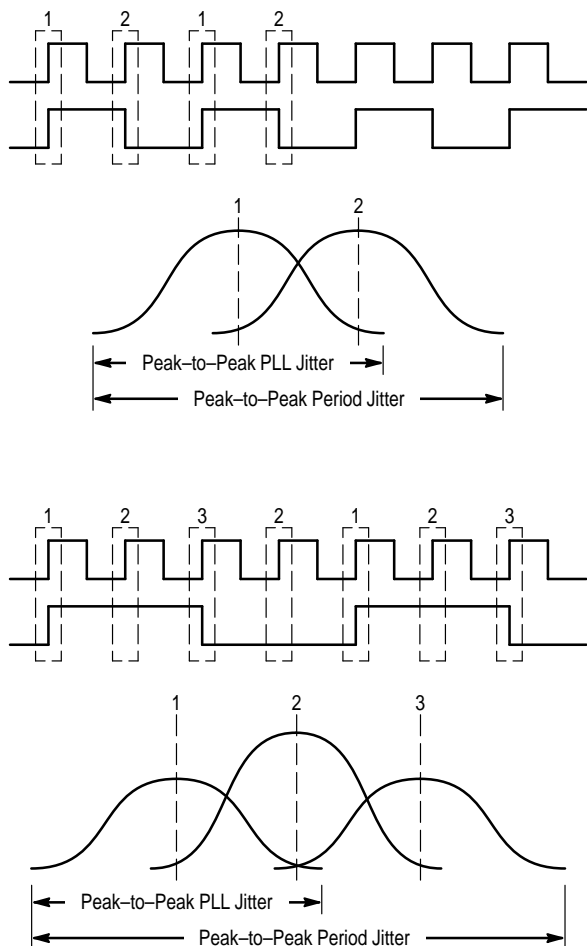 1 2 1 2
1 2
Peak–to–Peak PLL Jitter
Peak–to–Peak Period Jitter
1 2 3 2 1 2 3
1 2 3
Peak–to–Peak PLL Jitter
Peak–to–Peak Period Jitter